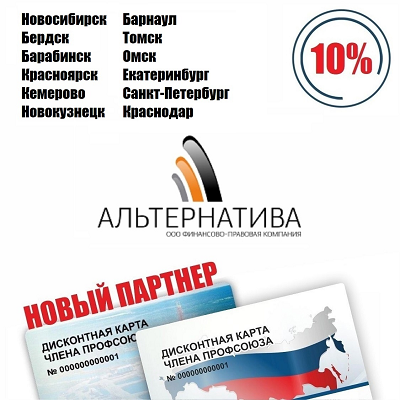 Новосибирск
Бердск
Барабинск
Красноярск
Кемерово
Новокузнецк
Барнаул
Томск
Омск
Екатеринбург
Санкт-Петербург
Краснодар
10%
АЛЬТЕРНАТИВА
ООО ФИНАНСОВО-ПРАВОВАЯ КОМПАНИЯ
НОВЫЙ ПАРТНЕР
ДИСКОНТНАЯ КАРТА
ЧЛЕНА ПРОФСОЮЗА
№ 000000000001
ДИСКОНТНАЯ КАРТА
ЧЛЕНА ПРОФСОЮЗА
№ 000000000001